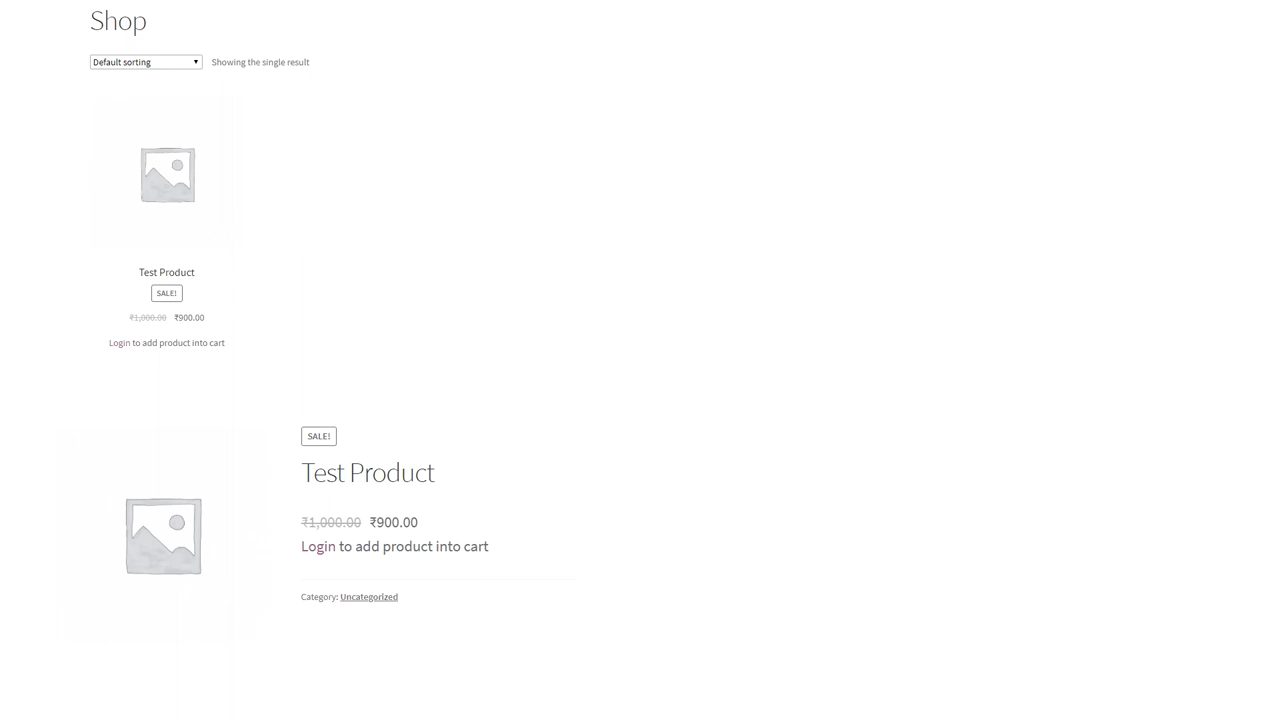 Shop
Default sorting ▼ Showing the single result
Test Product
SALE!
₹1,000.00 ₹900.00
Login to add product into cart
SALE!
Test Product
₹1,000.00 ₹900.00
Login to add product into cart
Category: Uncategorized